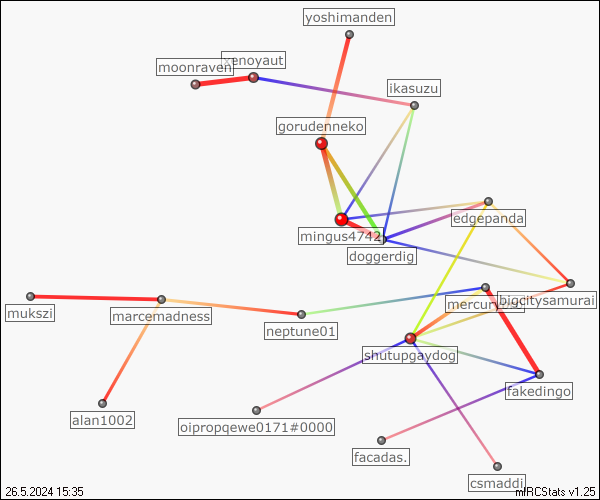 yoshimanden
xenoyaut
moonraven
ikasuzu
gorudenneko
edgepanda
mingus4742
doggerdig
bigcitysamurai
mukszi
marcemadness
neptune01
shutupgaydog
fakedingo
alan1002
oipropqewe0171#0000
facadas.
csmaddi
26.5.2024 15:35
mIRCStats v1.25